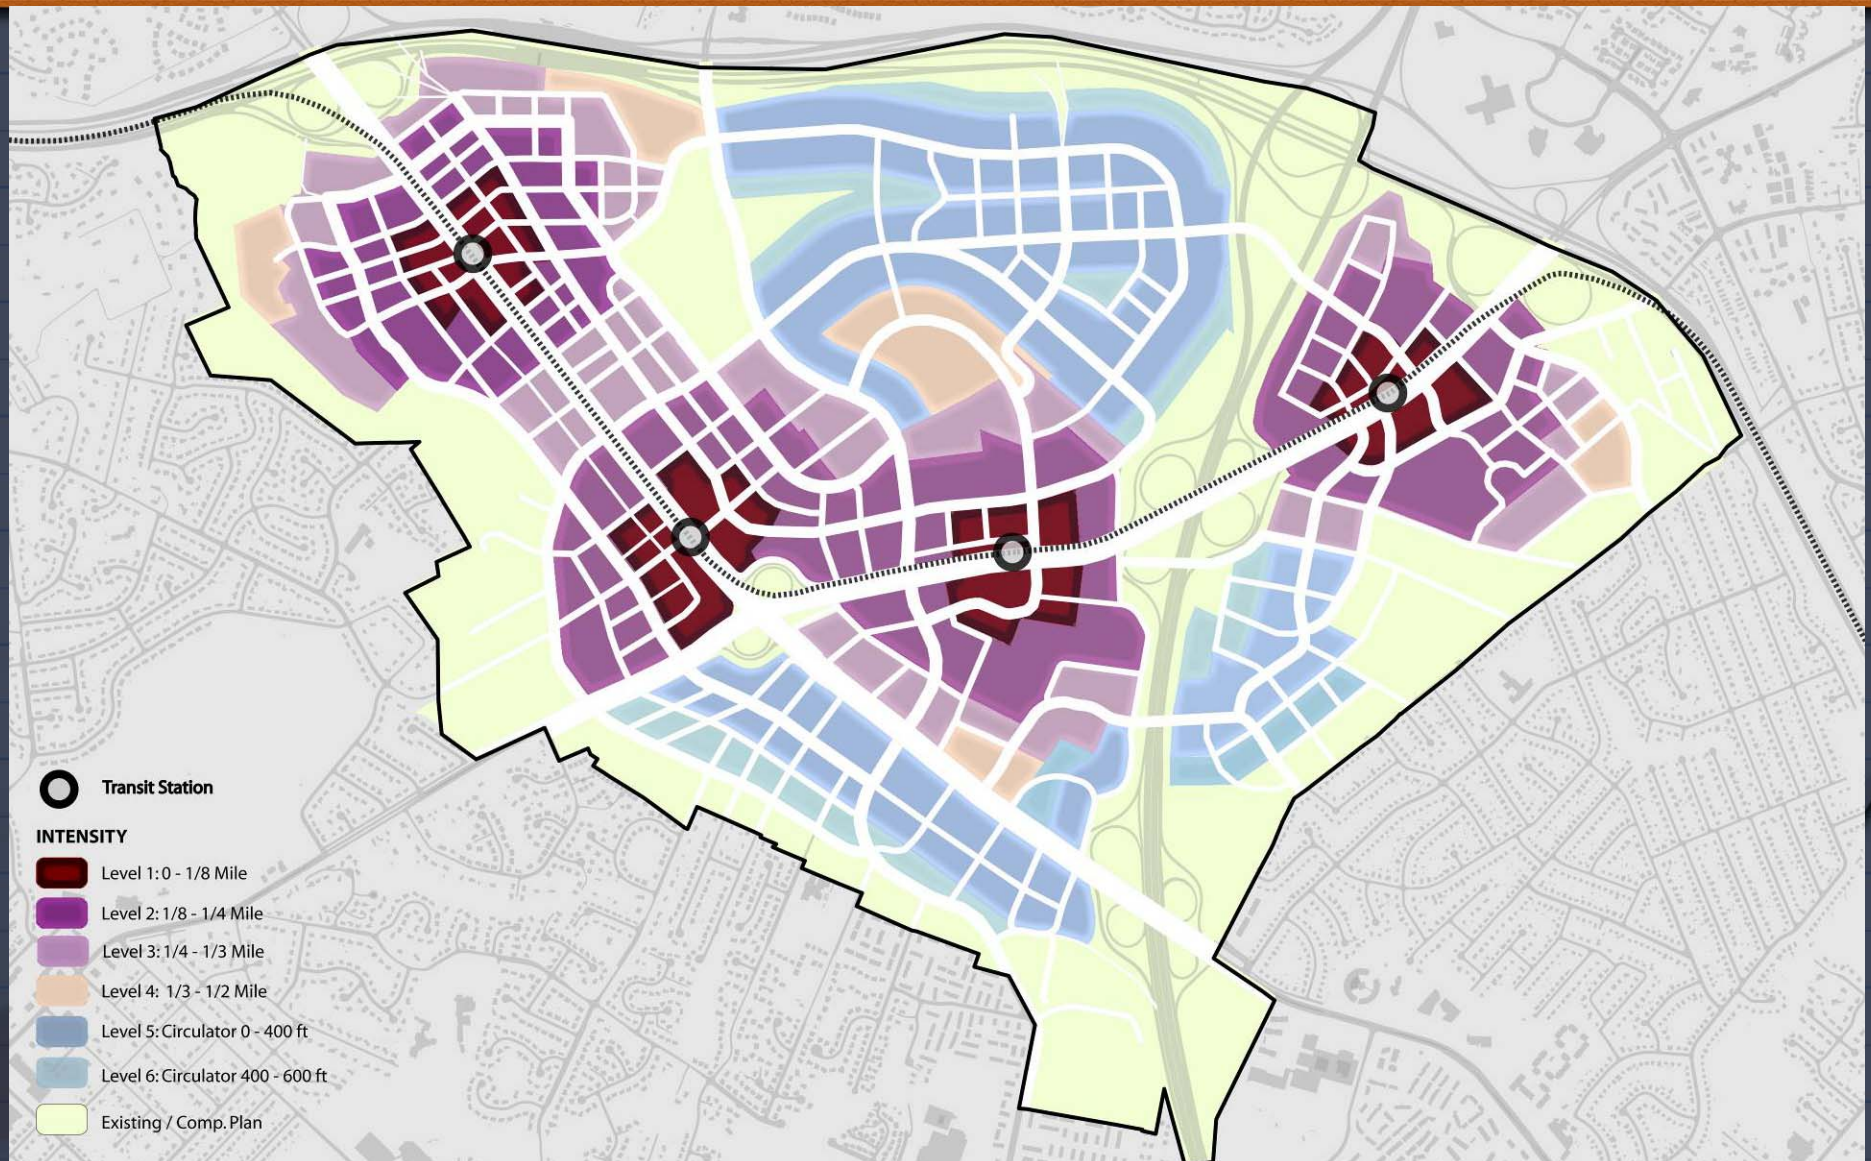 Transit Station
INTENSITY
Level 1: 0 - 1/8 Mile
Level 2: 1/8 - 1/4 Mile
Level 3: 1/4 - 1/3 Mile
Level 4: 1/3 - 1/2 Mile
Level 5: Circulator 0 - 400 ft
Level 6: Circulator 400 - 600 ft
Existing / Comp. Plan